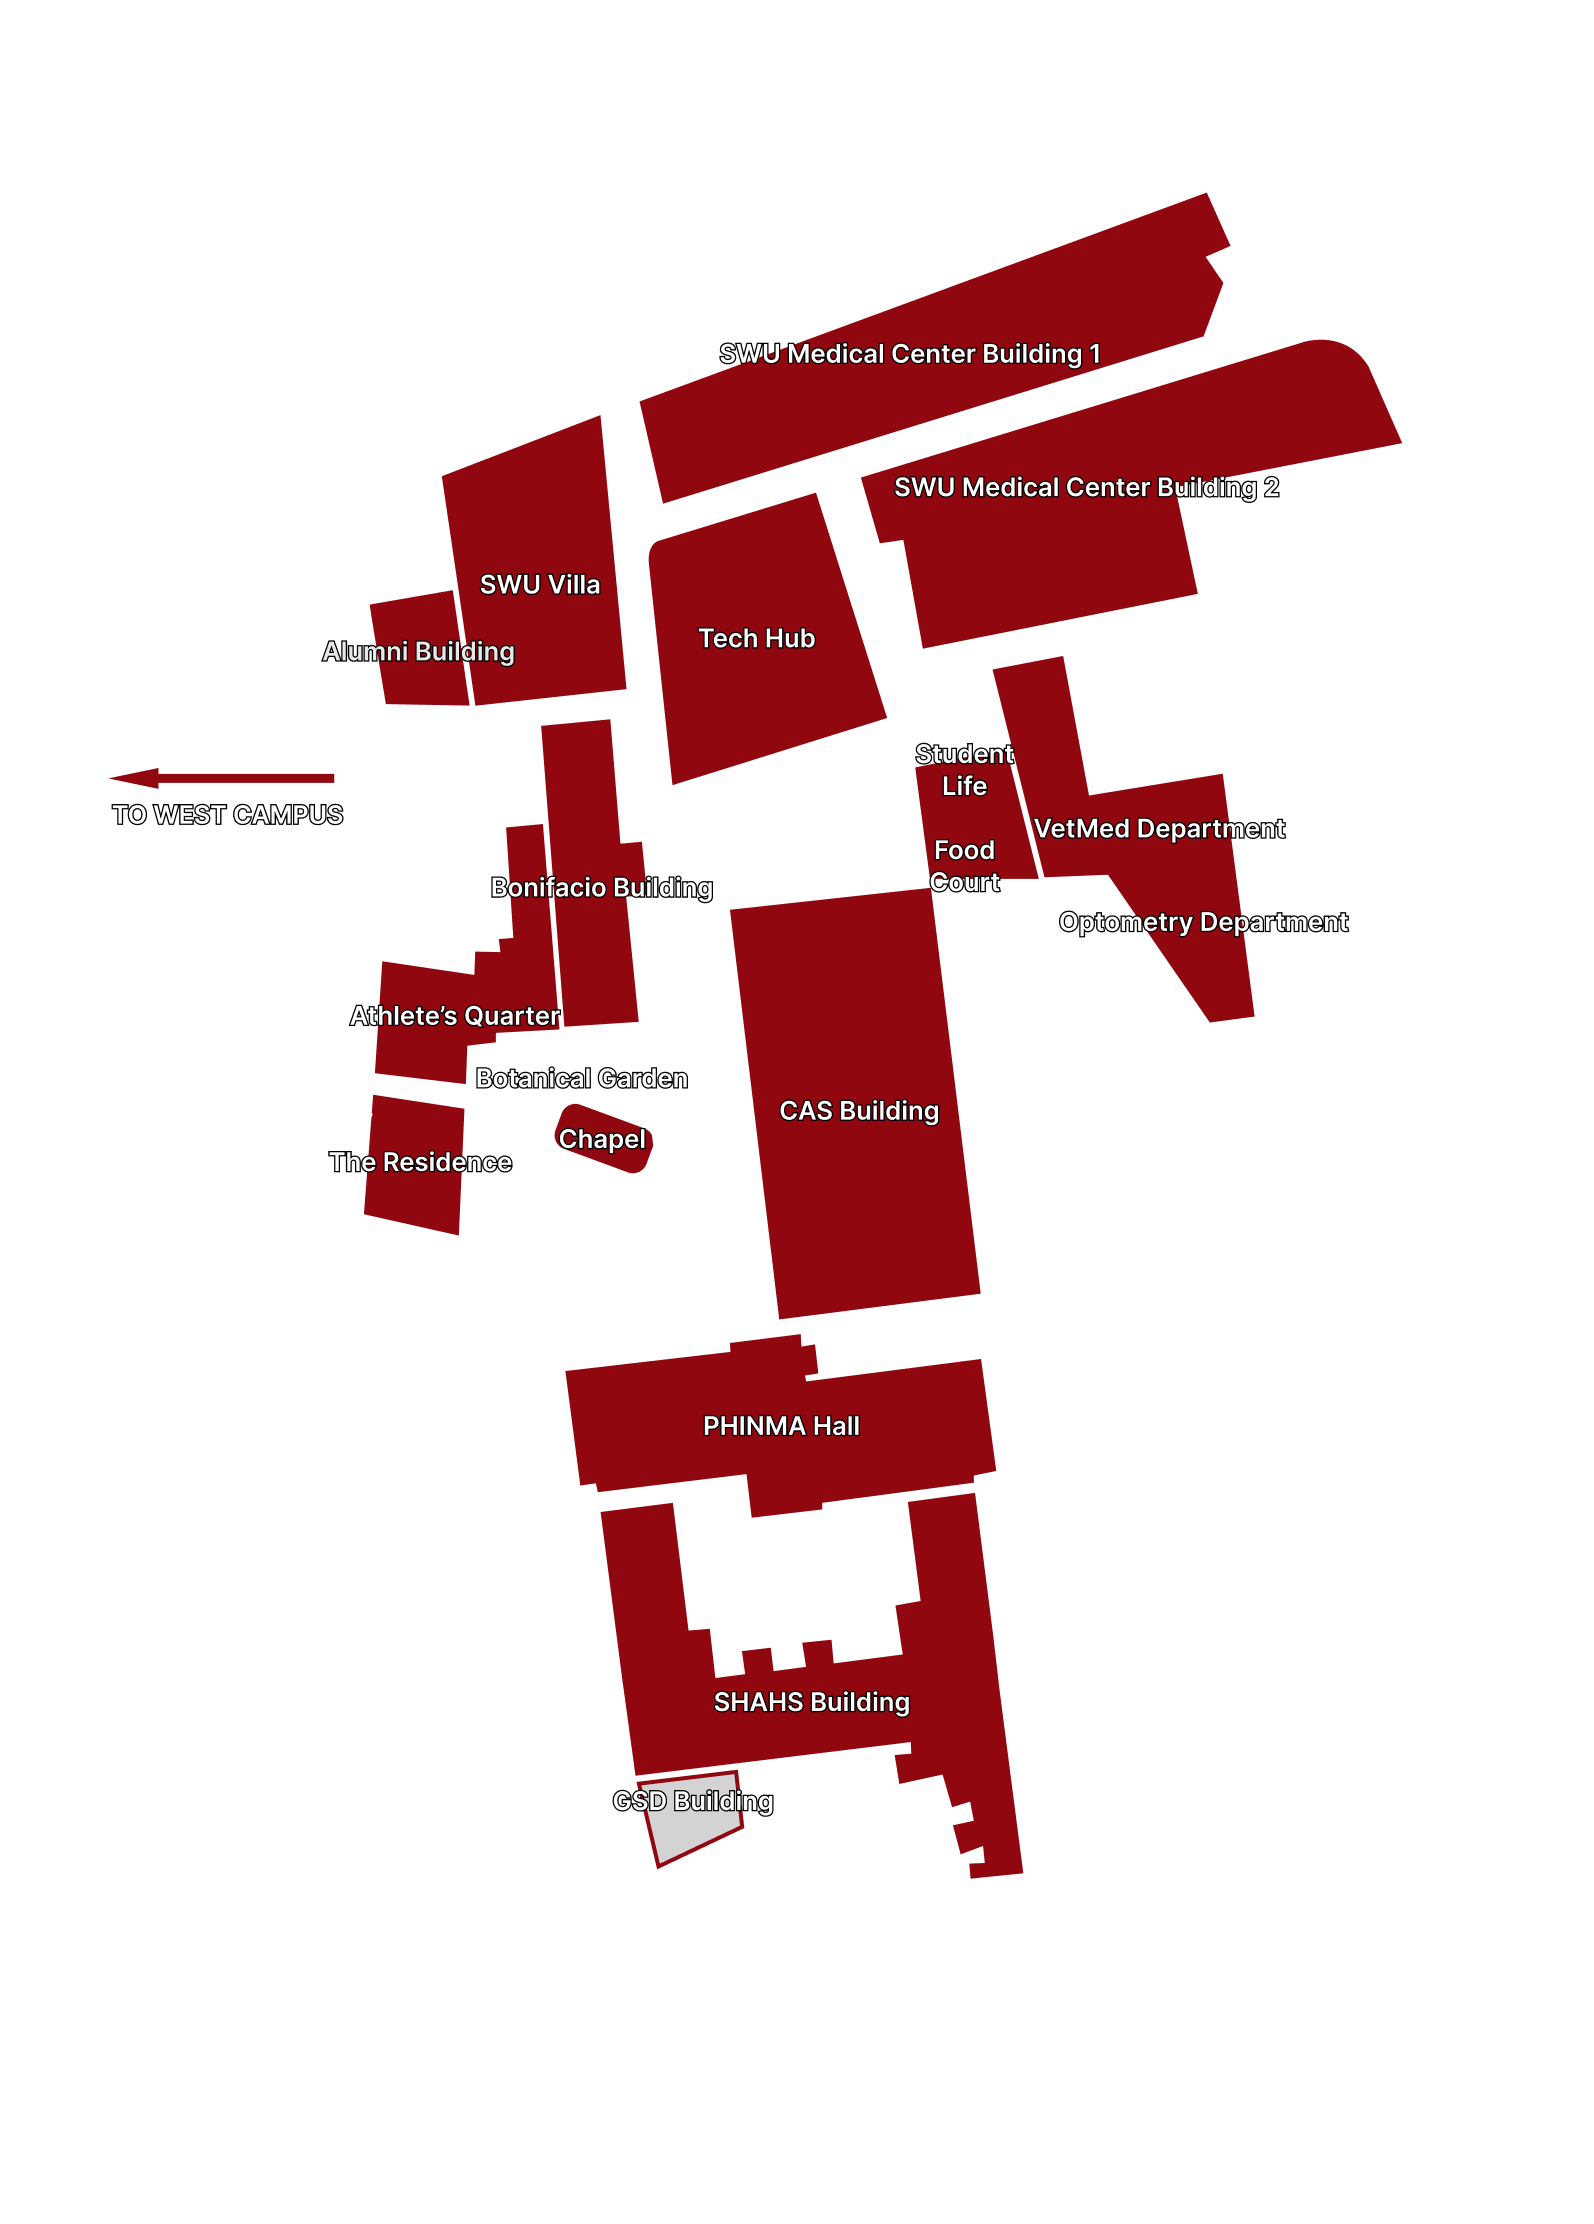 SWU Medical Center Building 1
SWU Medical Center Building 2
SWU Villa
Tech Hub
Alumni Building
Student
Life
TO WEST CAMPUS
VetMed Department
Food
Court
Bonifacio Building
Optometry Department
Athlete’s Quarter
Botanical Garden
CAS Building
Chapel
The Residence
PHINMA Hall
SHAHS Building
GSD Building